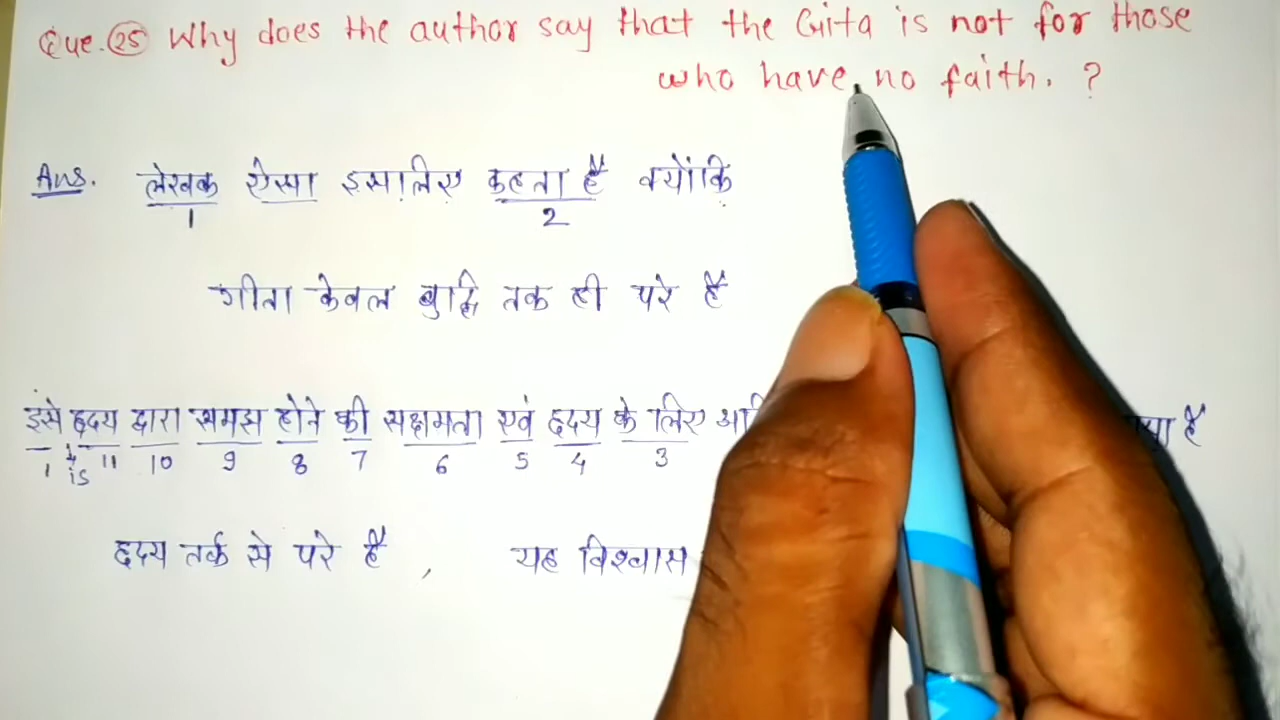 Que. 25 Why does the author say that the Gita is not for those
who have no faith. ?
Ans. लेखक ऐसा इसलिए कहता है क्योंकि
1 2
गीता केवल बुद्धि तक ही परे है
इसे हृदय द्वारा समझ होने की सक्षमता एवं हृदय के लिए है
1 is 11 10 9 8 7 6 5 4 3
हृदय तर्क से परे है , यह विश्वास